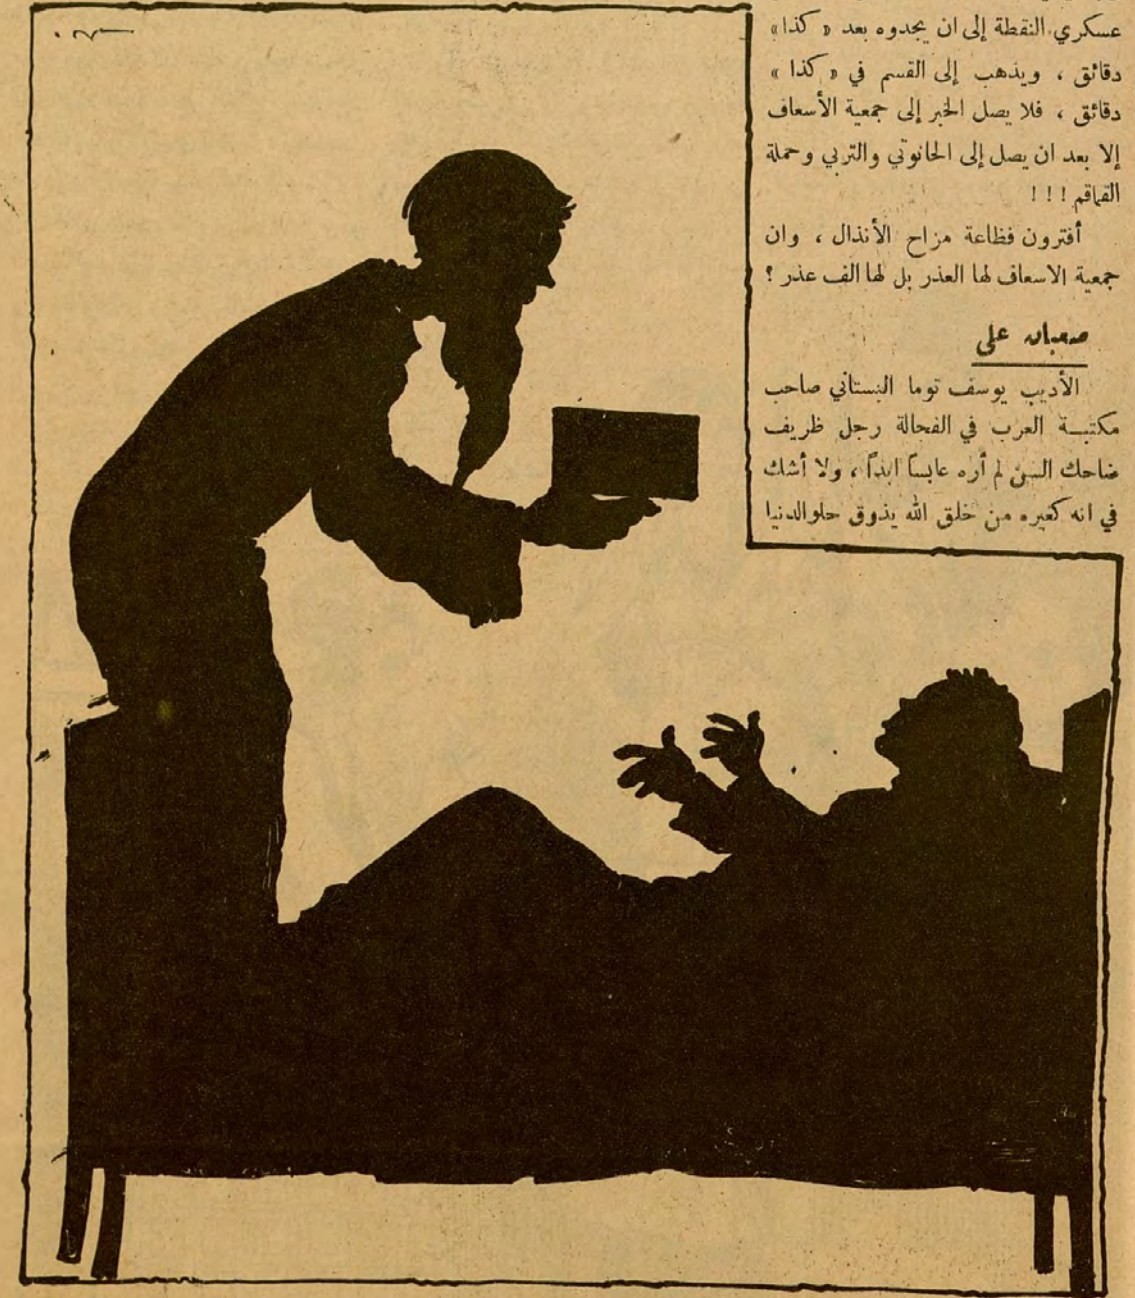 عسكري النقطة إلى ان يجدوه بعد « كذا »
دقائق ، ويذهب إلى القسم في « كذا »
دقائق ، فلا يصل الخبر إلى جمعية الأسعاف
إلا بعد ان يصل إلى الحانوتي والتربي وحملة
القماقم ! ! !
أفترون فظاعة مزاح الأنذال ، وان
جمعية الاسعاف لها العذر بل لها الف عذر ؟
صعبان على
الأديب يوسف توما البستاني صاحب
مكتبـة العرب في الفجالة رجل ظريف
ضاحك السن لم أره عابساً ابداً ، ولا أشك
في انه كغيره من خلق الله يذوق حلو الدنيا